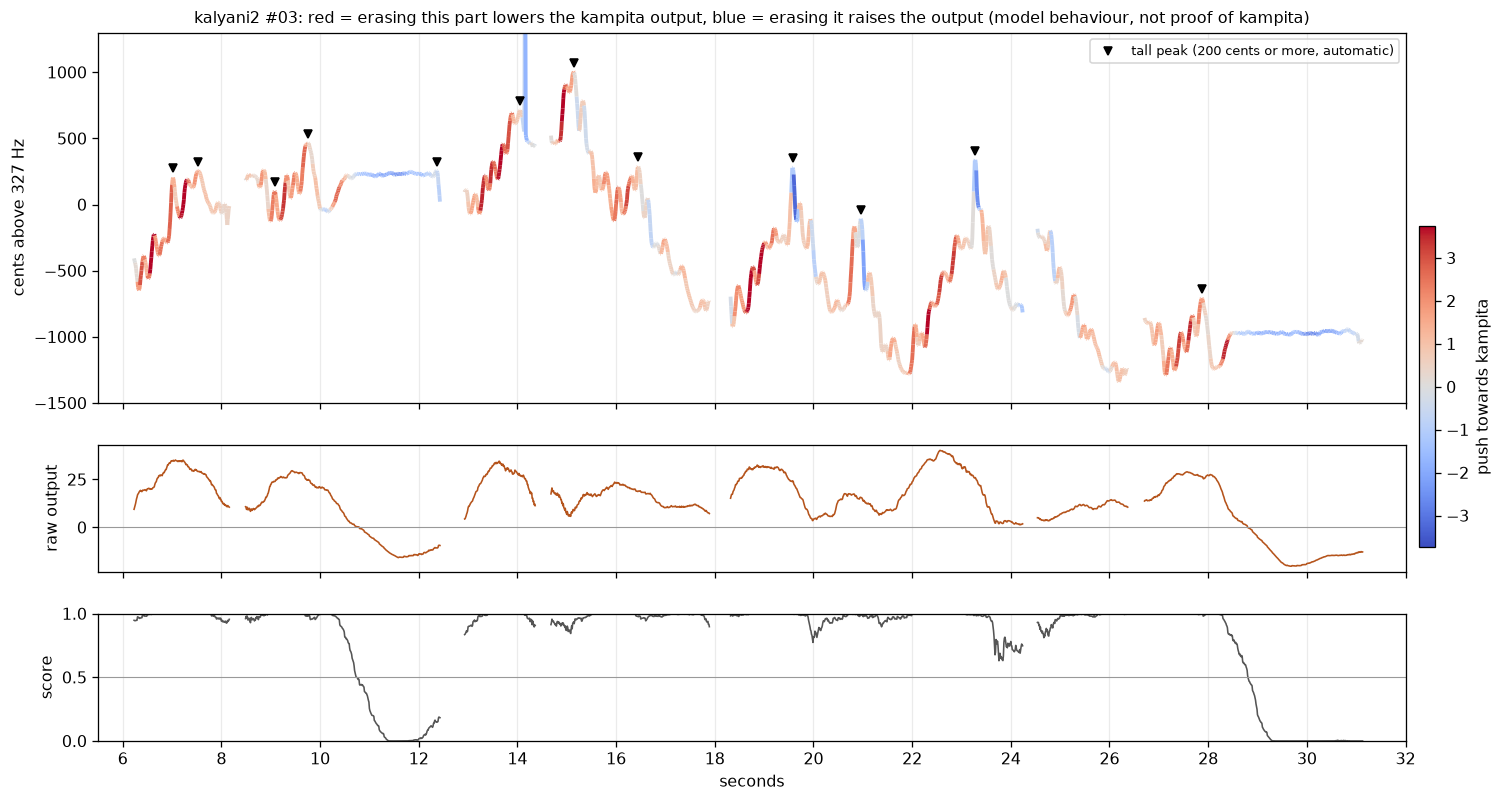 kalyani2 #03: red = erasing this part lowers the kampita output, blue = erasing it raises the output (model behaviour, not proof of kampita)
tall peak (200 cents or more, automatic)
cents above 327 Hz
1000
500
0
−500
−1000
−1500
push towards kampita
3
2
1
0
−1
−2
−3
raw output
25
0
score
1.0
0.5
0.0
6 8 10 12 14 16 18 20 22 24 26 28 30 32
seconds